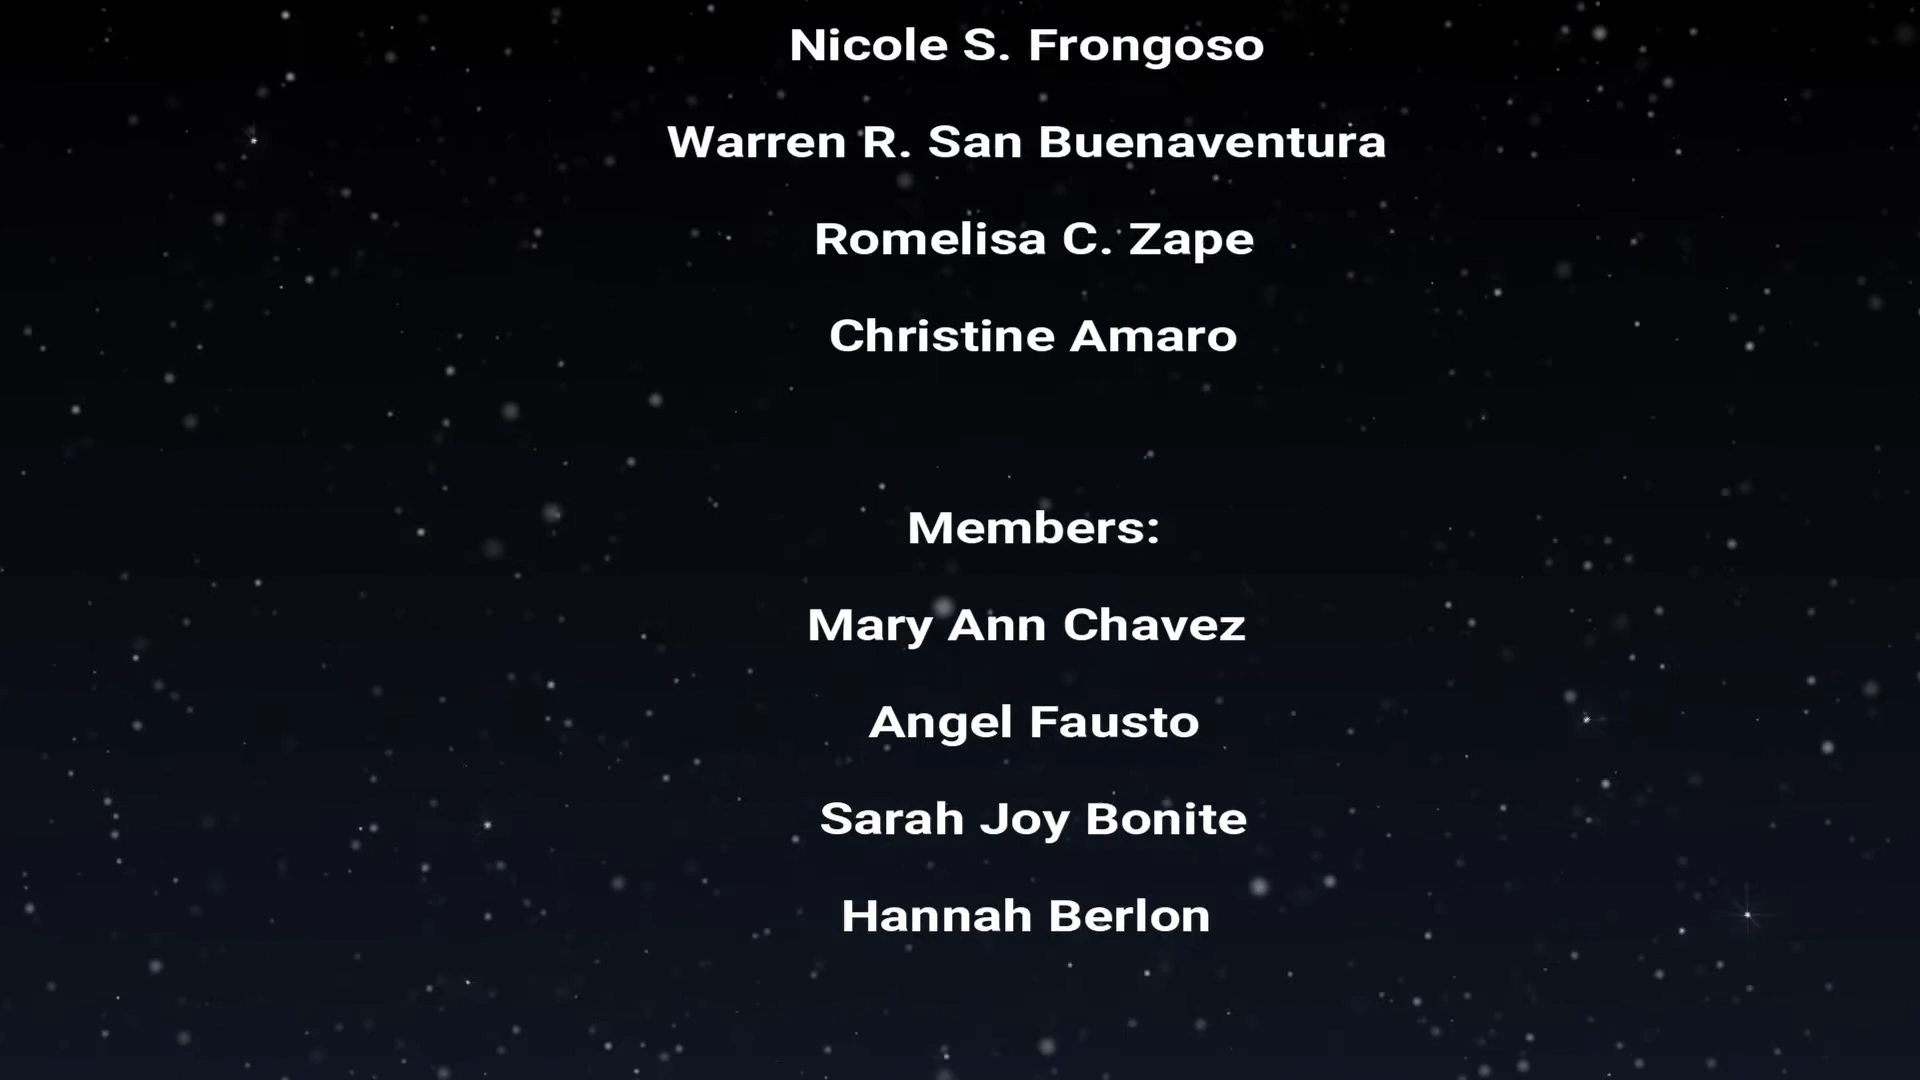 Nicole S. Frongoso
Warren R. San Buenaventura
Romelisa C. Zape
Christine Amaro
Members:
Mary Ann Chavez
Angel Fausto
Sarah Joy Bonite
Hannah Berlon